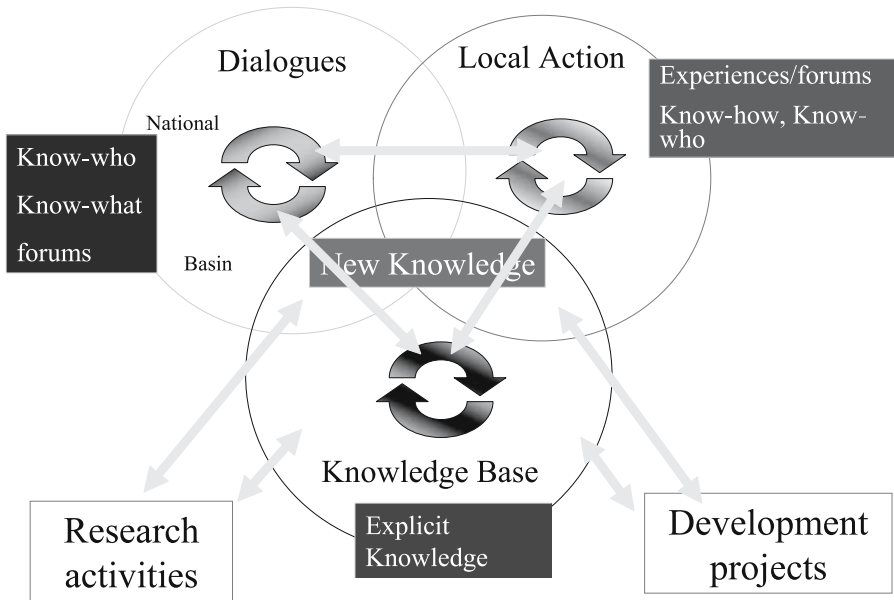 Dialogues
Local Action
Experiences/forums
Know-how, Know-
who
National
Know-who
Know-what
forums
Basin
New Knowledge
Knowledge Base
Explicit
Knowledge
Research
activities
Development
projects